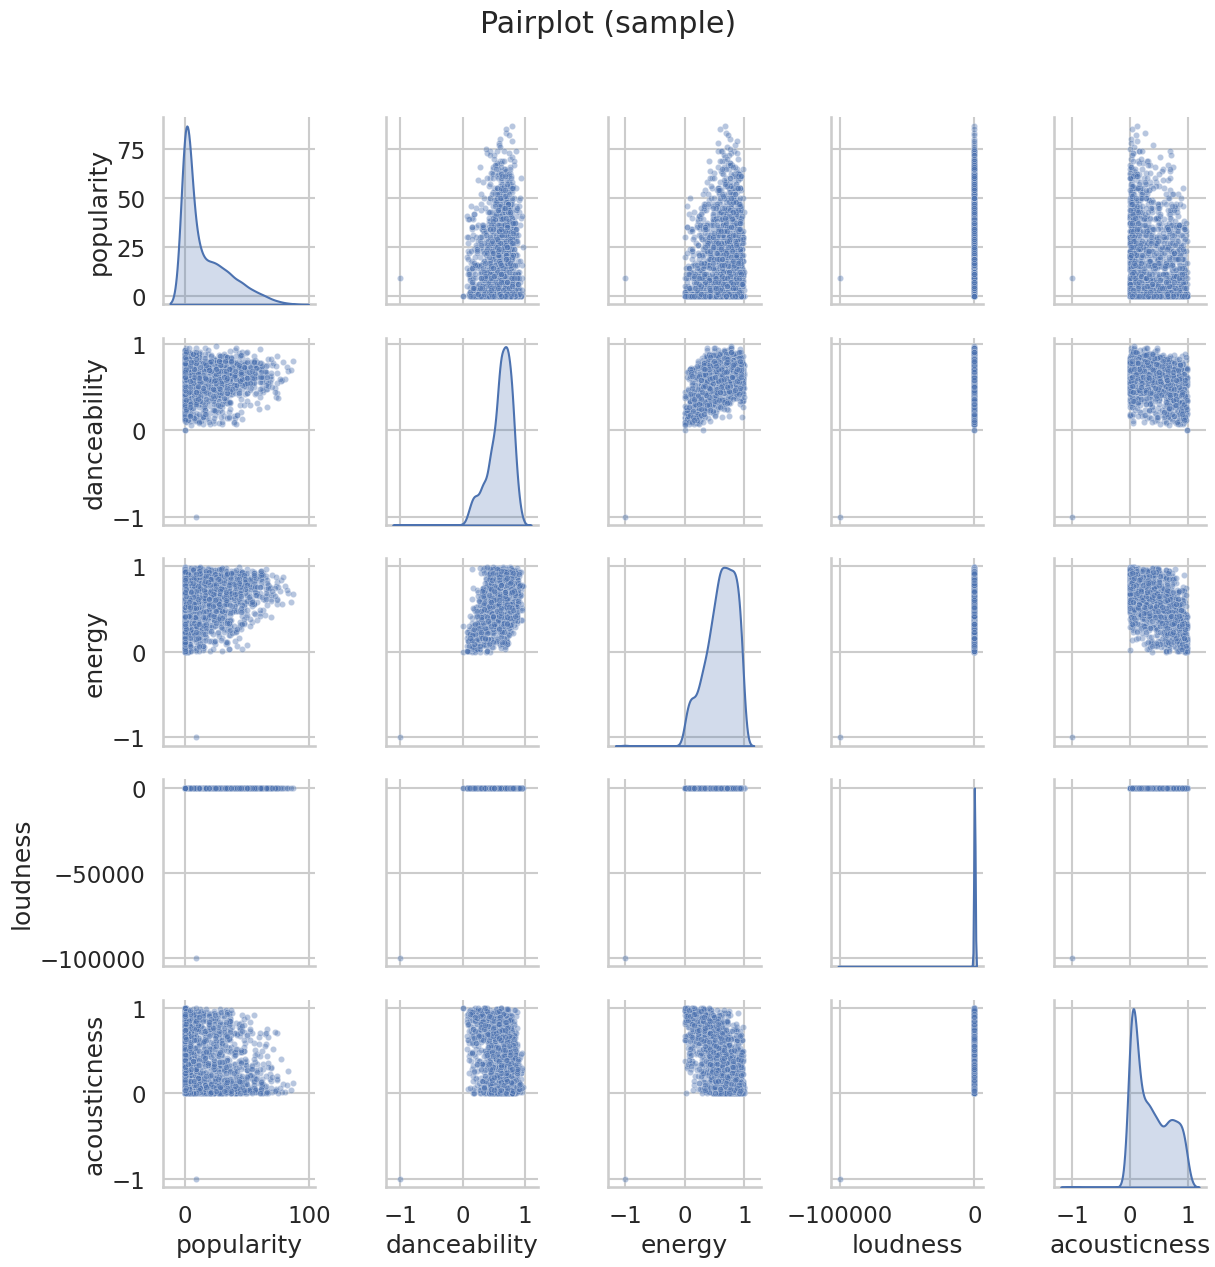 Pairplot (sample)
popularity
75
50
25
0
danceability
1
0
−1
energy
1
0
−1
loudness
0
−50000
−100000
acousticness
1
0
−1
0 100
−1 0 1
−1 0 1
−100000 0
−1 0 1
popularity
danceability
energy
loudness
acousticness